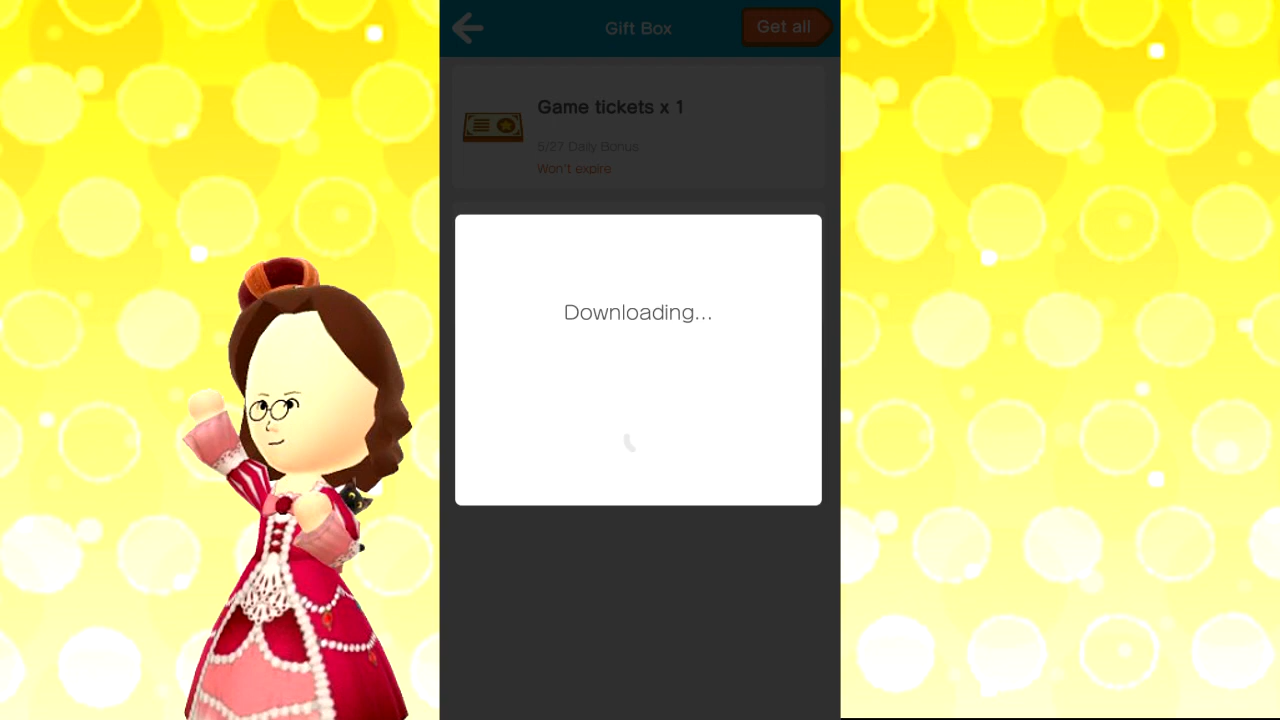 Gift Box
Get all
Game tickets x 1
5/27 Daily Bonus
Won't expire
Downloading...